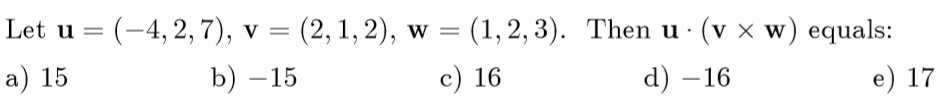 Let u = (−4, 2, 7), v = (2, 1, 2), w = (1, 2, 3). Then u · (v × w) equals:
a) 15 b) −15 c) 16 d) −16 e) 17